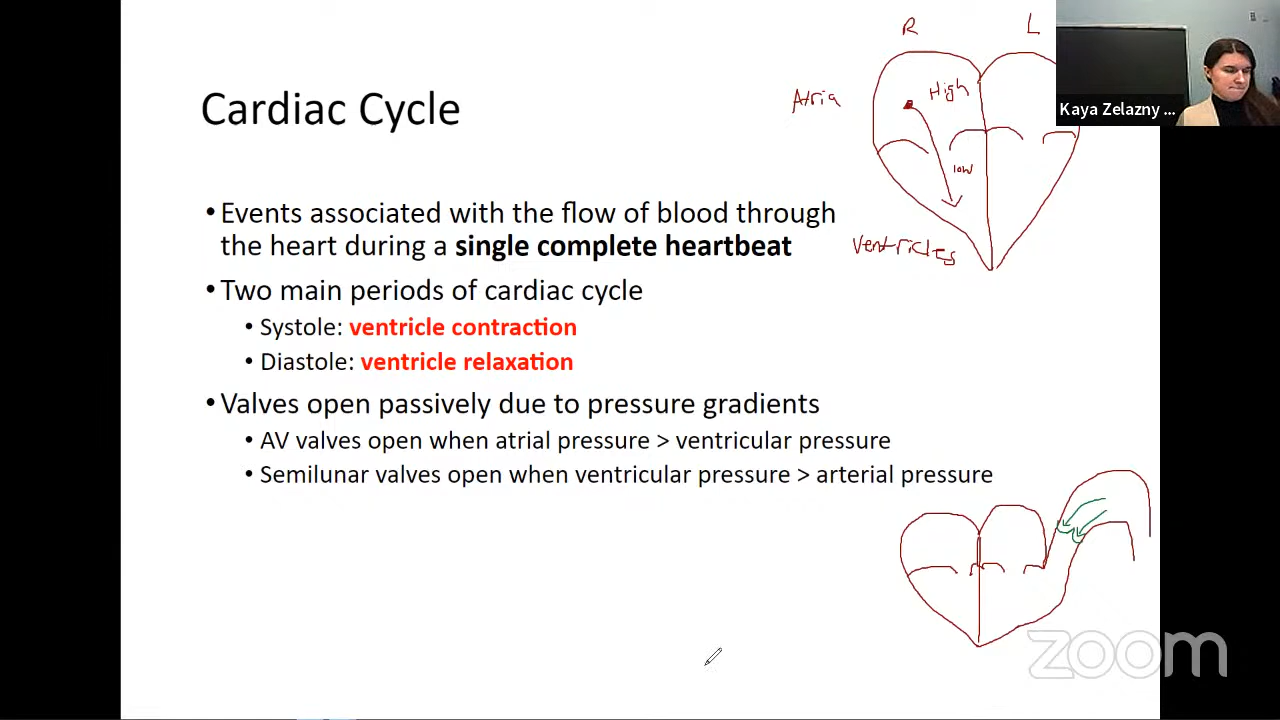 R
L
Atria
High
low
Ventricles
Kaya Zelazny ...
Cardiac Cycle
• Events associated with the flow of blood through
the heart during a single complete heartbeat
• Two main periods of cardiac cycle
• Systole: ventricle contraction
• Diastole: ventricle relaxation
• Valves open passively due to pressure gradients
• AV valves open when atrial pressure > ventricular pressure
• Semilunar valves open when ventricular pressure > arterial pressure
zoom